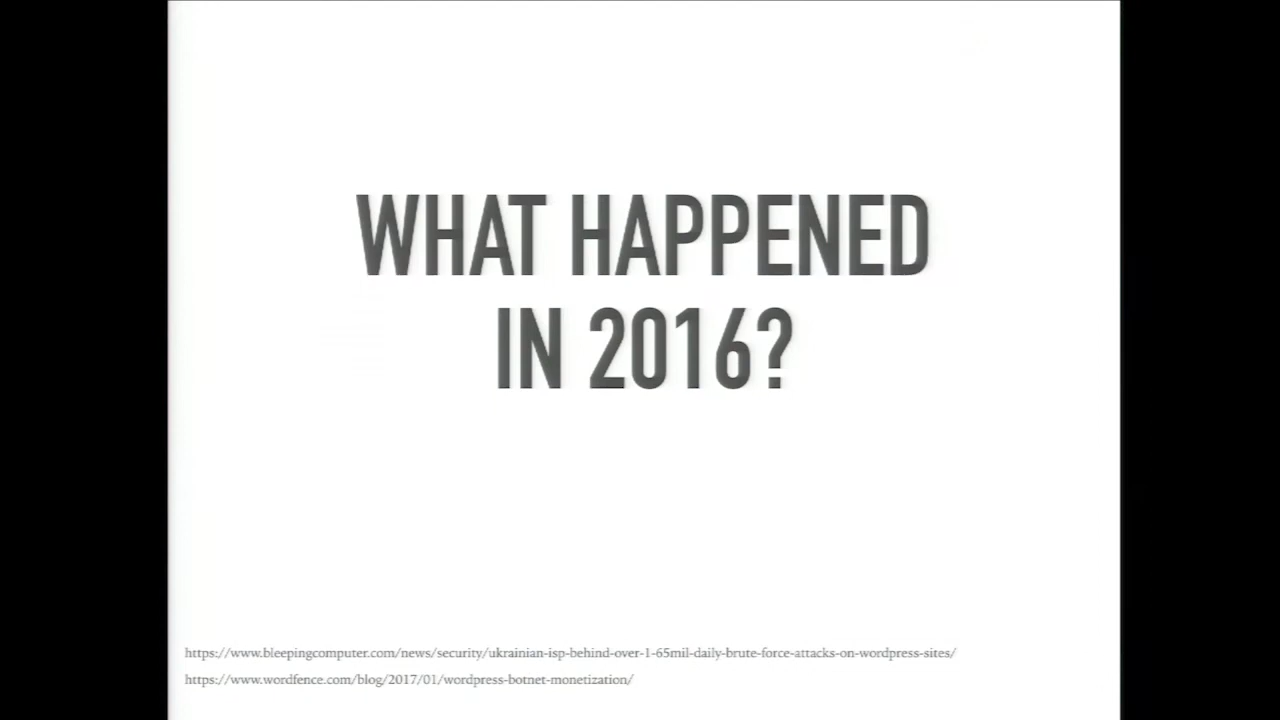 WHAT HAPPENED
IN 2016?
https://www.bleepingcomputer.com/news/security/ukrainian-isp-behind-over-1-65mil-daily-brute-force-attacks-on-wordpress-sites/
https://www.wordfence.com/blog/2017/01/wordpress-botnet-monetization/